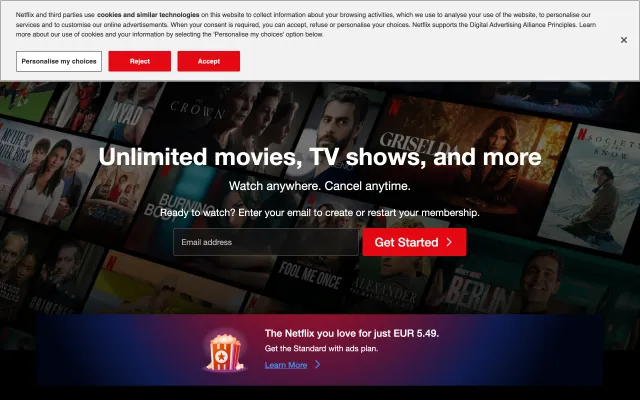 Netflix and third parties use cookies and similar technologies on this website to collect information about your browsing activities, which we use to analyse your use of the website, to personalise our
services and to customise our online advertisements. When your consent is required, you can accept, refuse or personalise your choices. Netflix supports the Digital Advertising Alliance Principles. Learn
more about our use of cookies and your information by selecting the 'Personalise my choices' option below.
Personalise my choices
Reject
Accept
NYAD
THE CROWN
GRISELDA
SOCIETY
SNOW
Unlimited movies, TV shows, and more
Watch anywhere. Cancel anytime.
BURNING
Ready to watch? Enter your email to create or restart your membership.
Email address
Get Started
FOOL ME ONCE
ALEXANDER
BERLIN
The Netflix you love for just EUR 5.49.
Get the Standard with ads plan.
Learn More